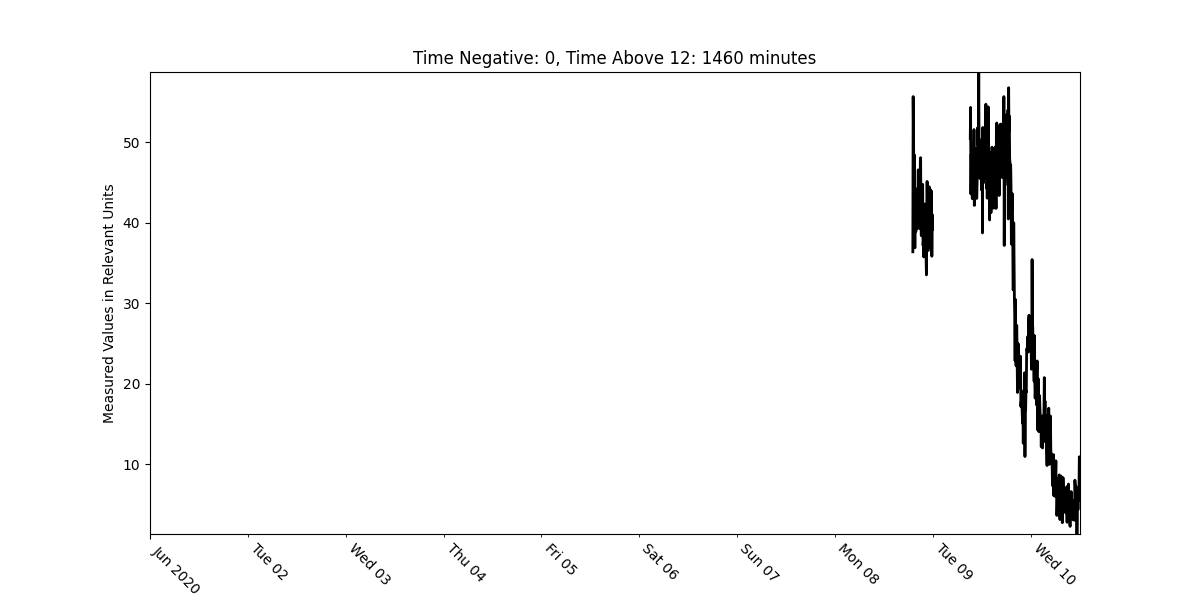 Time Negative: 0, Time Above 12: 1460 minutes
Measured Values in Relevant Units
50
40
30
20
10
Jun 2020
Tue 02
Wed 03
Thu 04
Fri 05
Sat 06
Sun 07
Mon 08
Tue 09
Wed 10